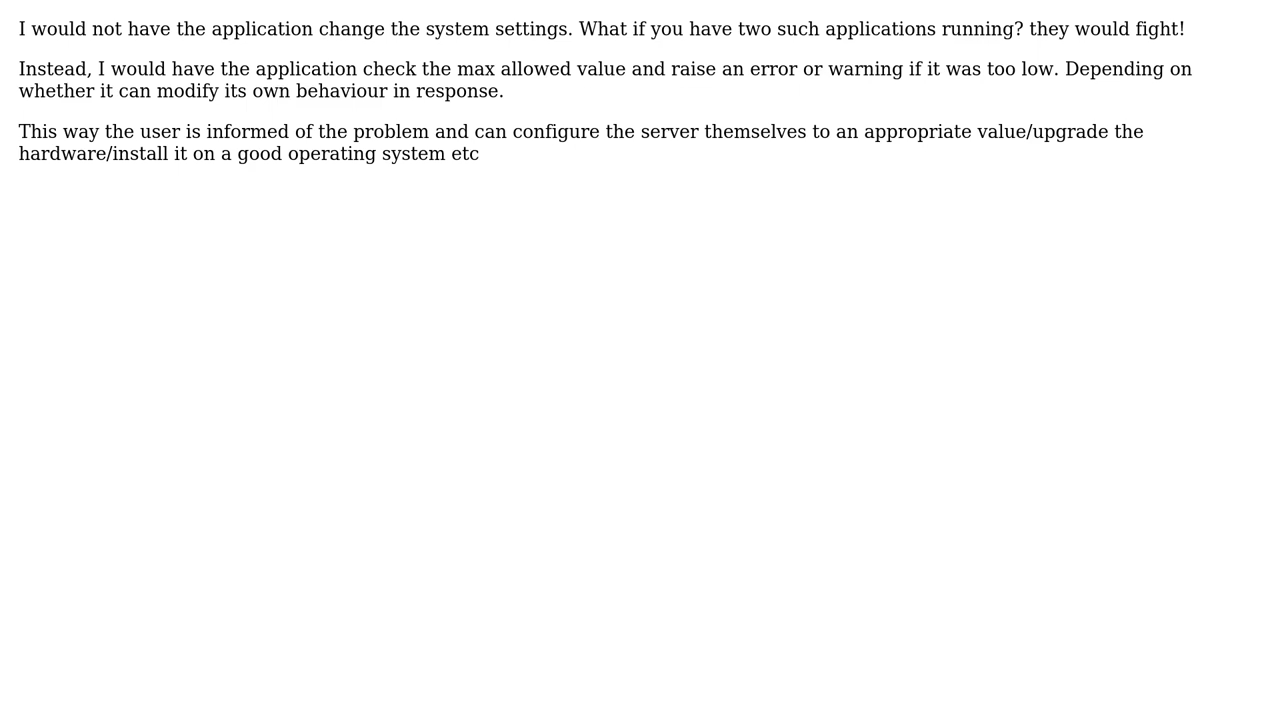 I would not have the application change the system settings. What if you have two such applications running? they would fight!
Instead, I would have the application check the max allowed value and raise an error or warning if it was too low. Depending on
whether it can modify its own behaviour in response.
This way the user is informed of the problem and can configure the server themselves to an appropriate value/upgrade the
hardware/install it on a good operating system etc